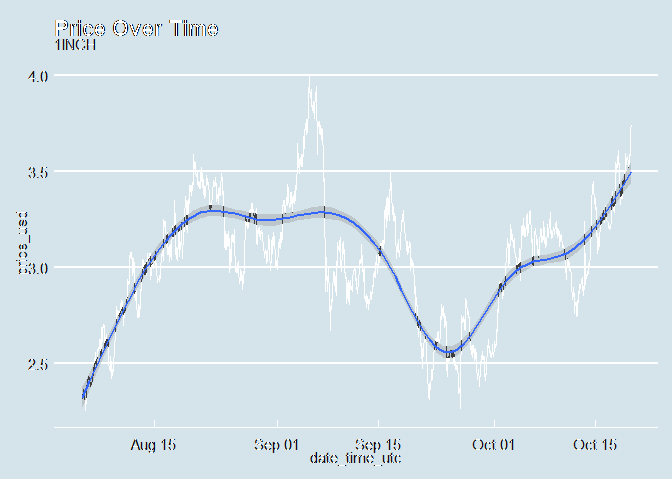 Price Over Time
1INCH
4.0
3.5
3.0
2.5
price_usd
Aug 15 Sep 01 Sep 15 Oct 01 Oct 15
date_time_utc